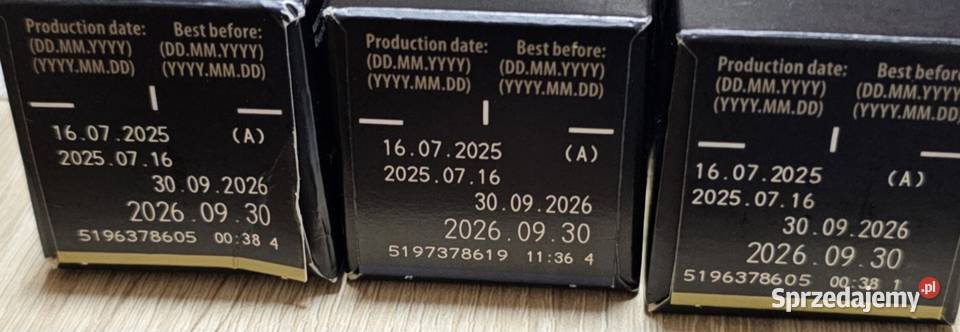 Production date: Best before:
(DD.MM.YYYY) (DD.MM.YYYY)
(YYYY.MM.DD) (YYYY.MM.DD)
16.07.2025 (A)
2025.07.16
30.09.2026
2026.09.30
5196378605 00:38 4
Production date: Best before:
(DD.MM.YYYY) (DD.MM.YYYY)
(YYYY.MM.DD) (YYYY.MM.DD)
16.07.2025 (A)
2025.07.16
30.09.2026
2026.09.30
5197378619 11:36 4
Production date: Best before
(DD.MM.YYYY) (DD.MM.YYYY
(YYYY.MM.DD) (YYYY.MM.DD
16.07.2025 (A)
2025.07.16
30.09.2026
2026.09.30
5196378605 00:38 1
Sprzedajemy.pl